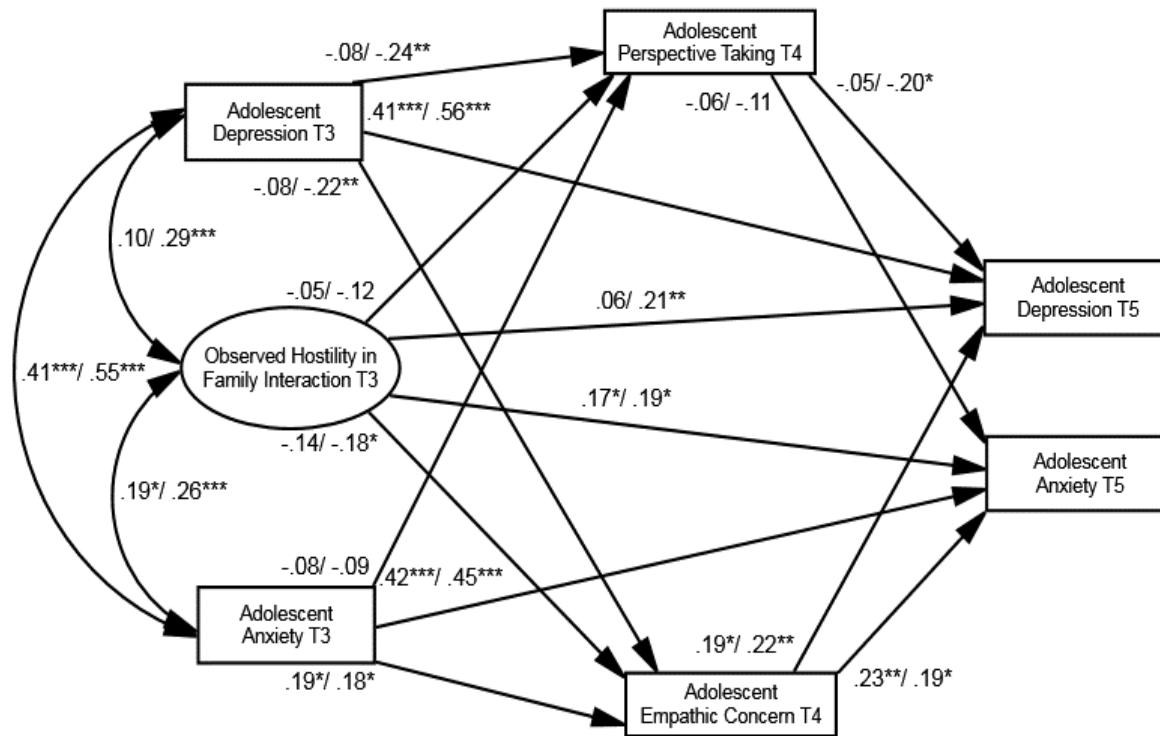 Adolescent
Perspective Taking T4
-.08/ -.24**
-.06/ -.11
-.05/ -.20*
Adolescent
Depression T3
.41***/ .56***
-.08/ -.22**
.10/ .29***
-.05/ -.12
.06/ .21**
Adolescent
Depression T5
Observed Hostility in
Family Interaction T3
.41***/ .55***
.17*/ .19*
-.14/ -.18*
Adolescent
Anxiety T5
.19*/ .26***
-.08/ -.09
.42***/ .45***
Adolescent
Anxiety T3
.19*/ .18*
.19*/ .22**
.23**/ .19*
Adolescent
Empathic Concern T4